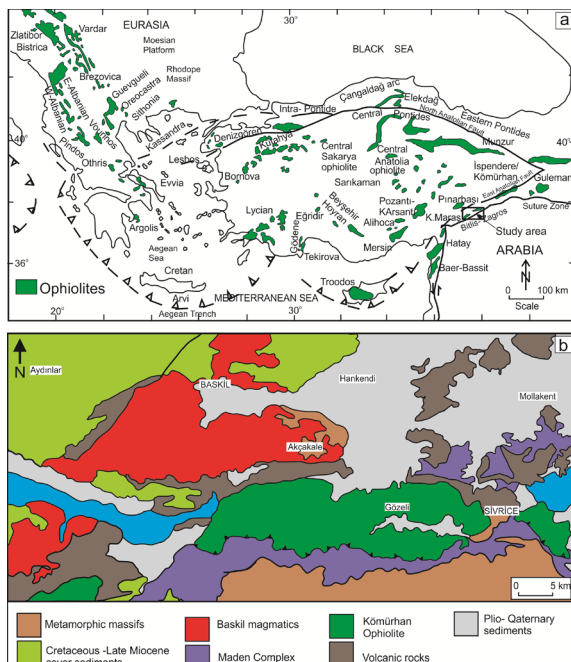 a
30°
EURASIA
Zlatibor
Bistrica
Vardar
Moesian
Platform
BLACK SEA
Brezovica
Rhodope
Massif
Guevgueli
Oreocastra
Sithonia
Çangaldağ arc
Elekdağ
North Anatolian Fault
Eastern Pontides
E-Albanian
W-Albanian
Vourinos
Intra-Pontide
Central
Pontides
40°
40°
Kassandra
Pindos
Denizgören
Kütahya
Munzur
Lesbos
Central
Sakarya
ophiolite
Central
Anatolia
ophiolite
Othris
İspendere/
Kömürhan
Bornova
Evvia
Sarıkaman
East Anatolian Fault
Guleman
Pınarbaşı
Pozantı-
KArsantı
Suture Zone
Lycian
Eğridir
Beyşehir
Hoyran
Alihoca
K.Maraş
Bitlis-Zagros
Study area
Argolis
Gödene
Aegean
Sea
Mersin
Hatay
ARABIA
36°
Tekirova
N
Cretan
Baer-Bassit
Troodos
Ophiolites
0 100 km
Scale
Arvi
MEDITERRANEAN SEA
20°
Aegean Trench
30°
b
N
Aydınlar
BASKİL
Hankendi
Mollakent
Akçakale
Gözeli
SİVRİCE
0 5 km
Metamorphic massifs
Baskil magmatics
Kömürhan
Ophiolite
Plio- Qaternary
sediments
Cretaceous -Late Miocene
cover sediments
Maden Complex
Volcanic rocks